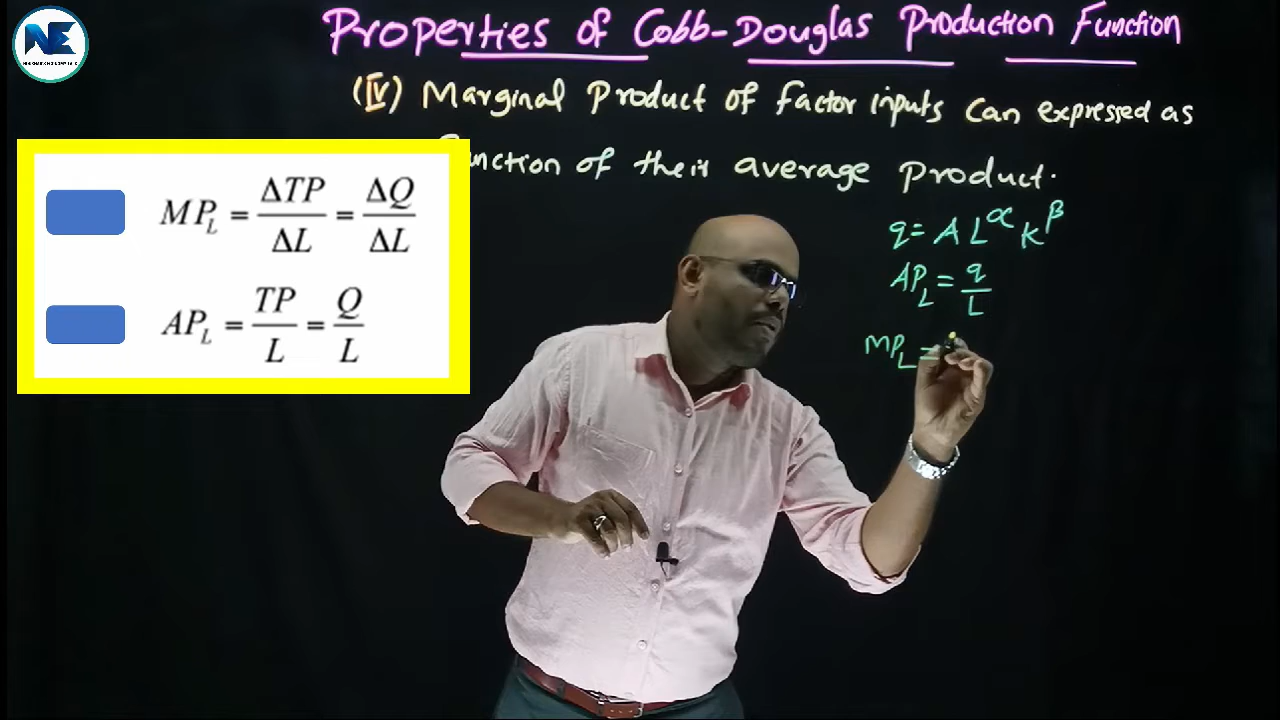 NE
Properties of Cobb-Douglas Production Function
(IV) Marginal Product of factor inputs can expressed as
function of their average product.
MP_L = ΔTP/ΔL = ΔQ/ΔL
AP_L = TP/L = Q/L
q = A L^α K^β
AP_L = q/L
MP_L =